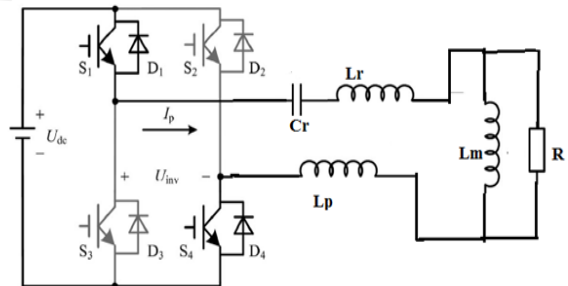 S1 D1 S2 D2
Lr
+
Udc
−
Ip
Cr
+ Uinv −
Lm
R
Lp
S3 D3 S4 D4